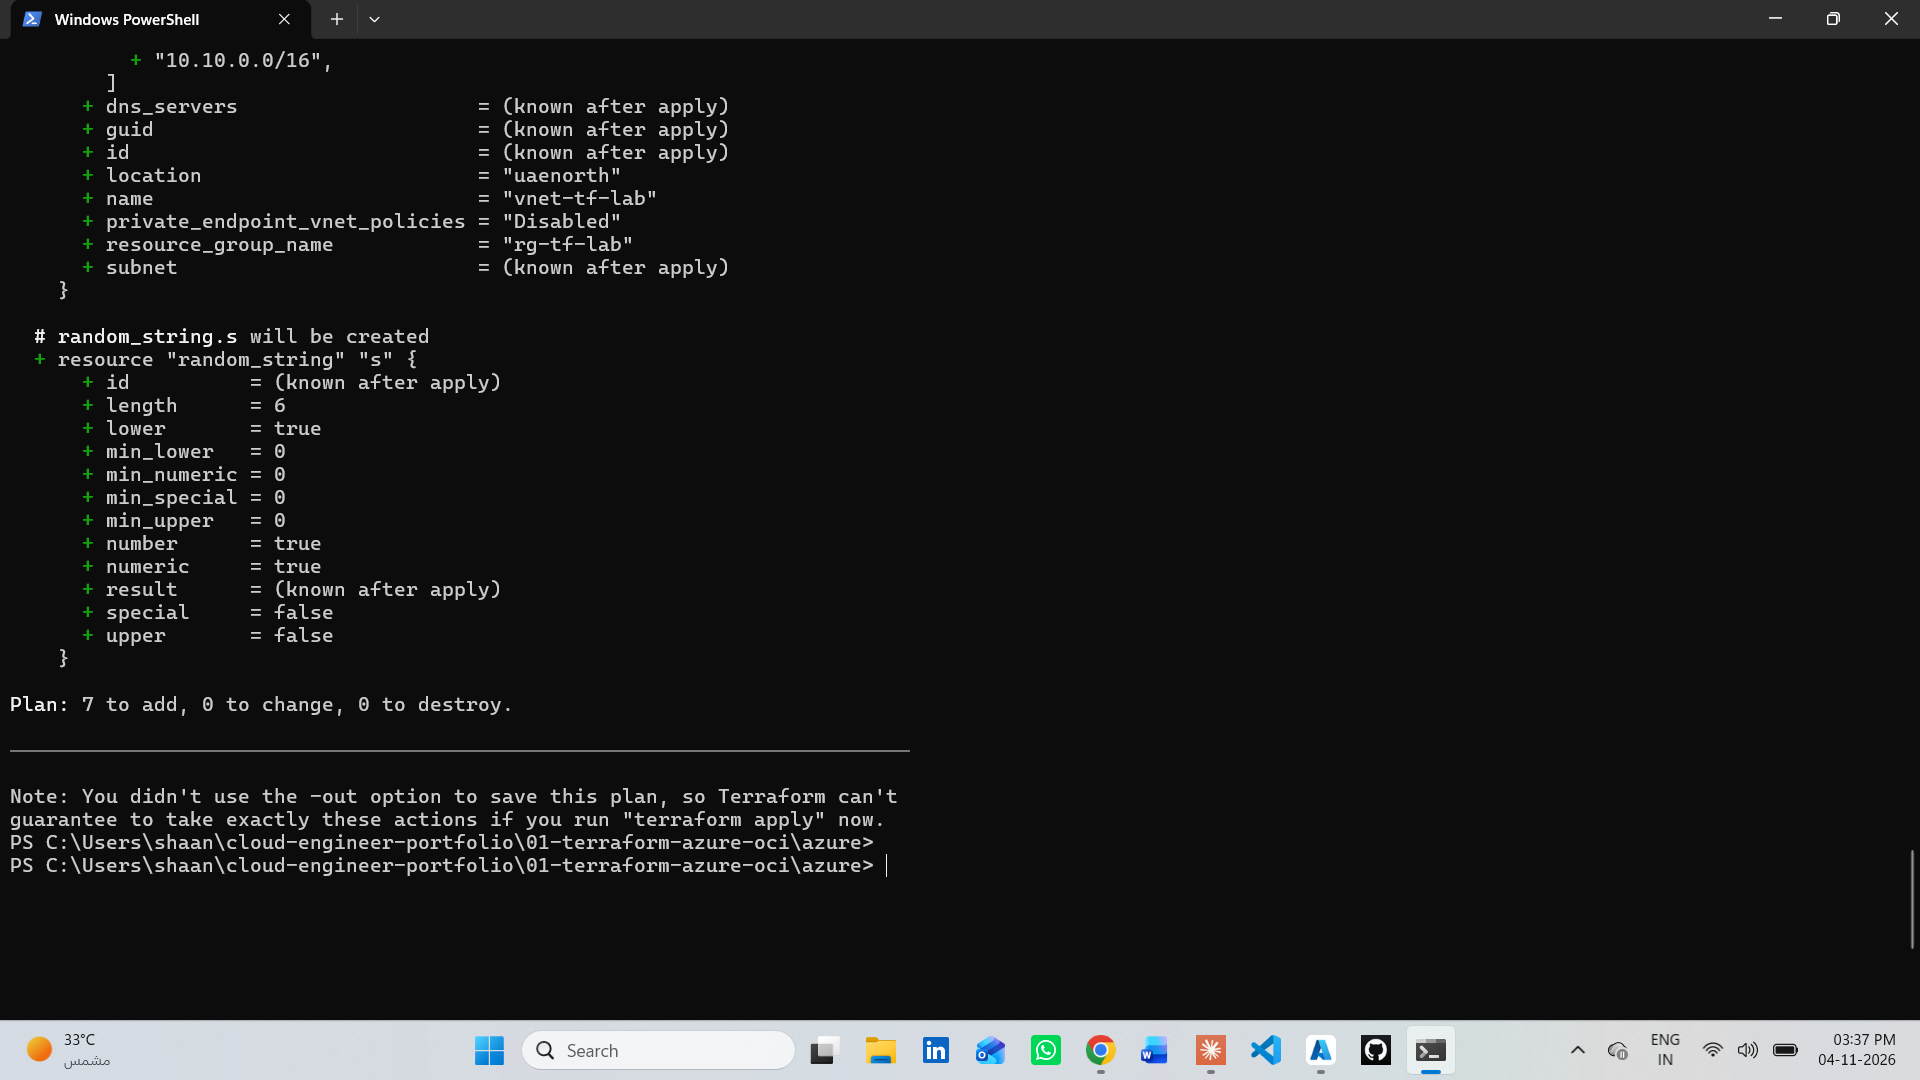 Windows PowerShell
+ "10.10.0.0/16",
]
+ dns_servers = (known after apply)
+ guid = (known after apply)
+ id = (known after apply)
+ location = "uaenorth"
+ name = "vnet-tf-lab"
+ private_endpoint_vnet_policies = "Disabled"
+ resource_group_name = "rg-tf-lab"
+ subnet = (known after apply)
}
# random_string.s will be created
+ resource "random_string" "s" {
+ id = (known after apply)
+ length = 6
+ lower = true
+ min_lower = 0
+ min_numeric = 0
+ min_special = 0
+ min_upper = 0
+ number = true
+ numeric = true
+ result = (known after apply)
+ special = false
+ upper = false
}
Plan: 7 to add, 0 to change, 0 to destroy.
Note: You didn't use the -out option to save this plan, so Terraform can't
guarantee to take exactly these actions if you run "terraform apply" now.
PS C:\Users\shaan\cloud-engineer-portfolio\01-terraform-azure-oci\azure>
PS C:\Users\shaan\cloud-engineer-portfolio\01-terraform-azure-oci\azure>
33°C
مشمس
Search
ENG
IN
03:37 PM
04-11-2026